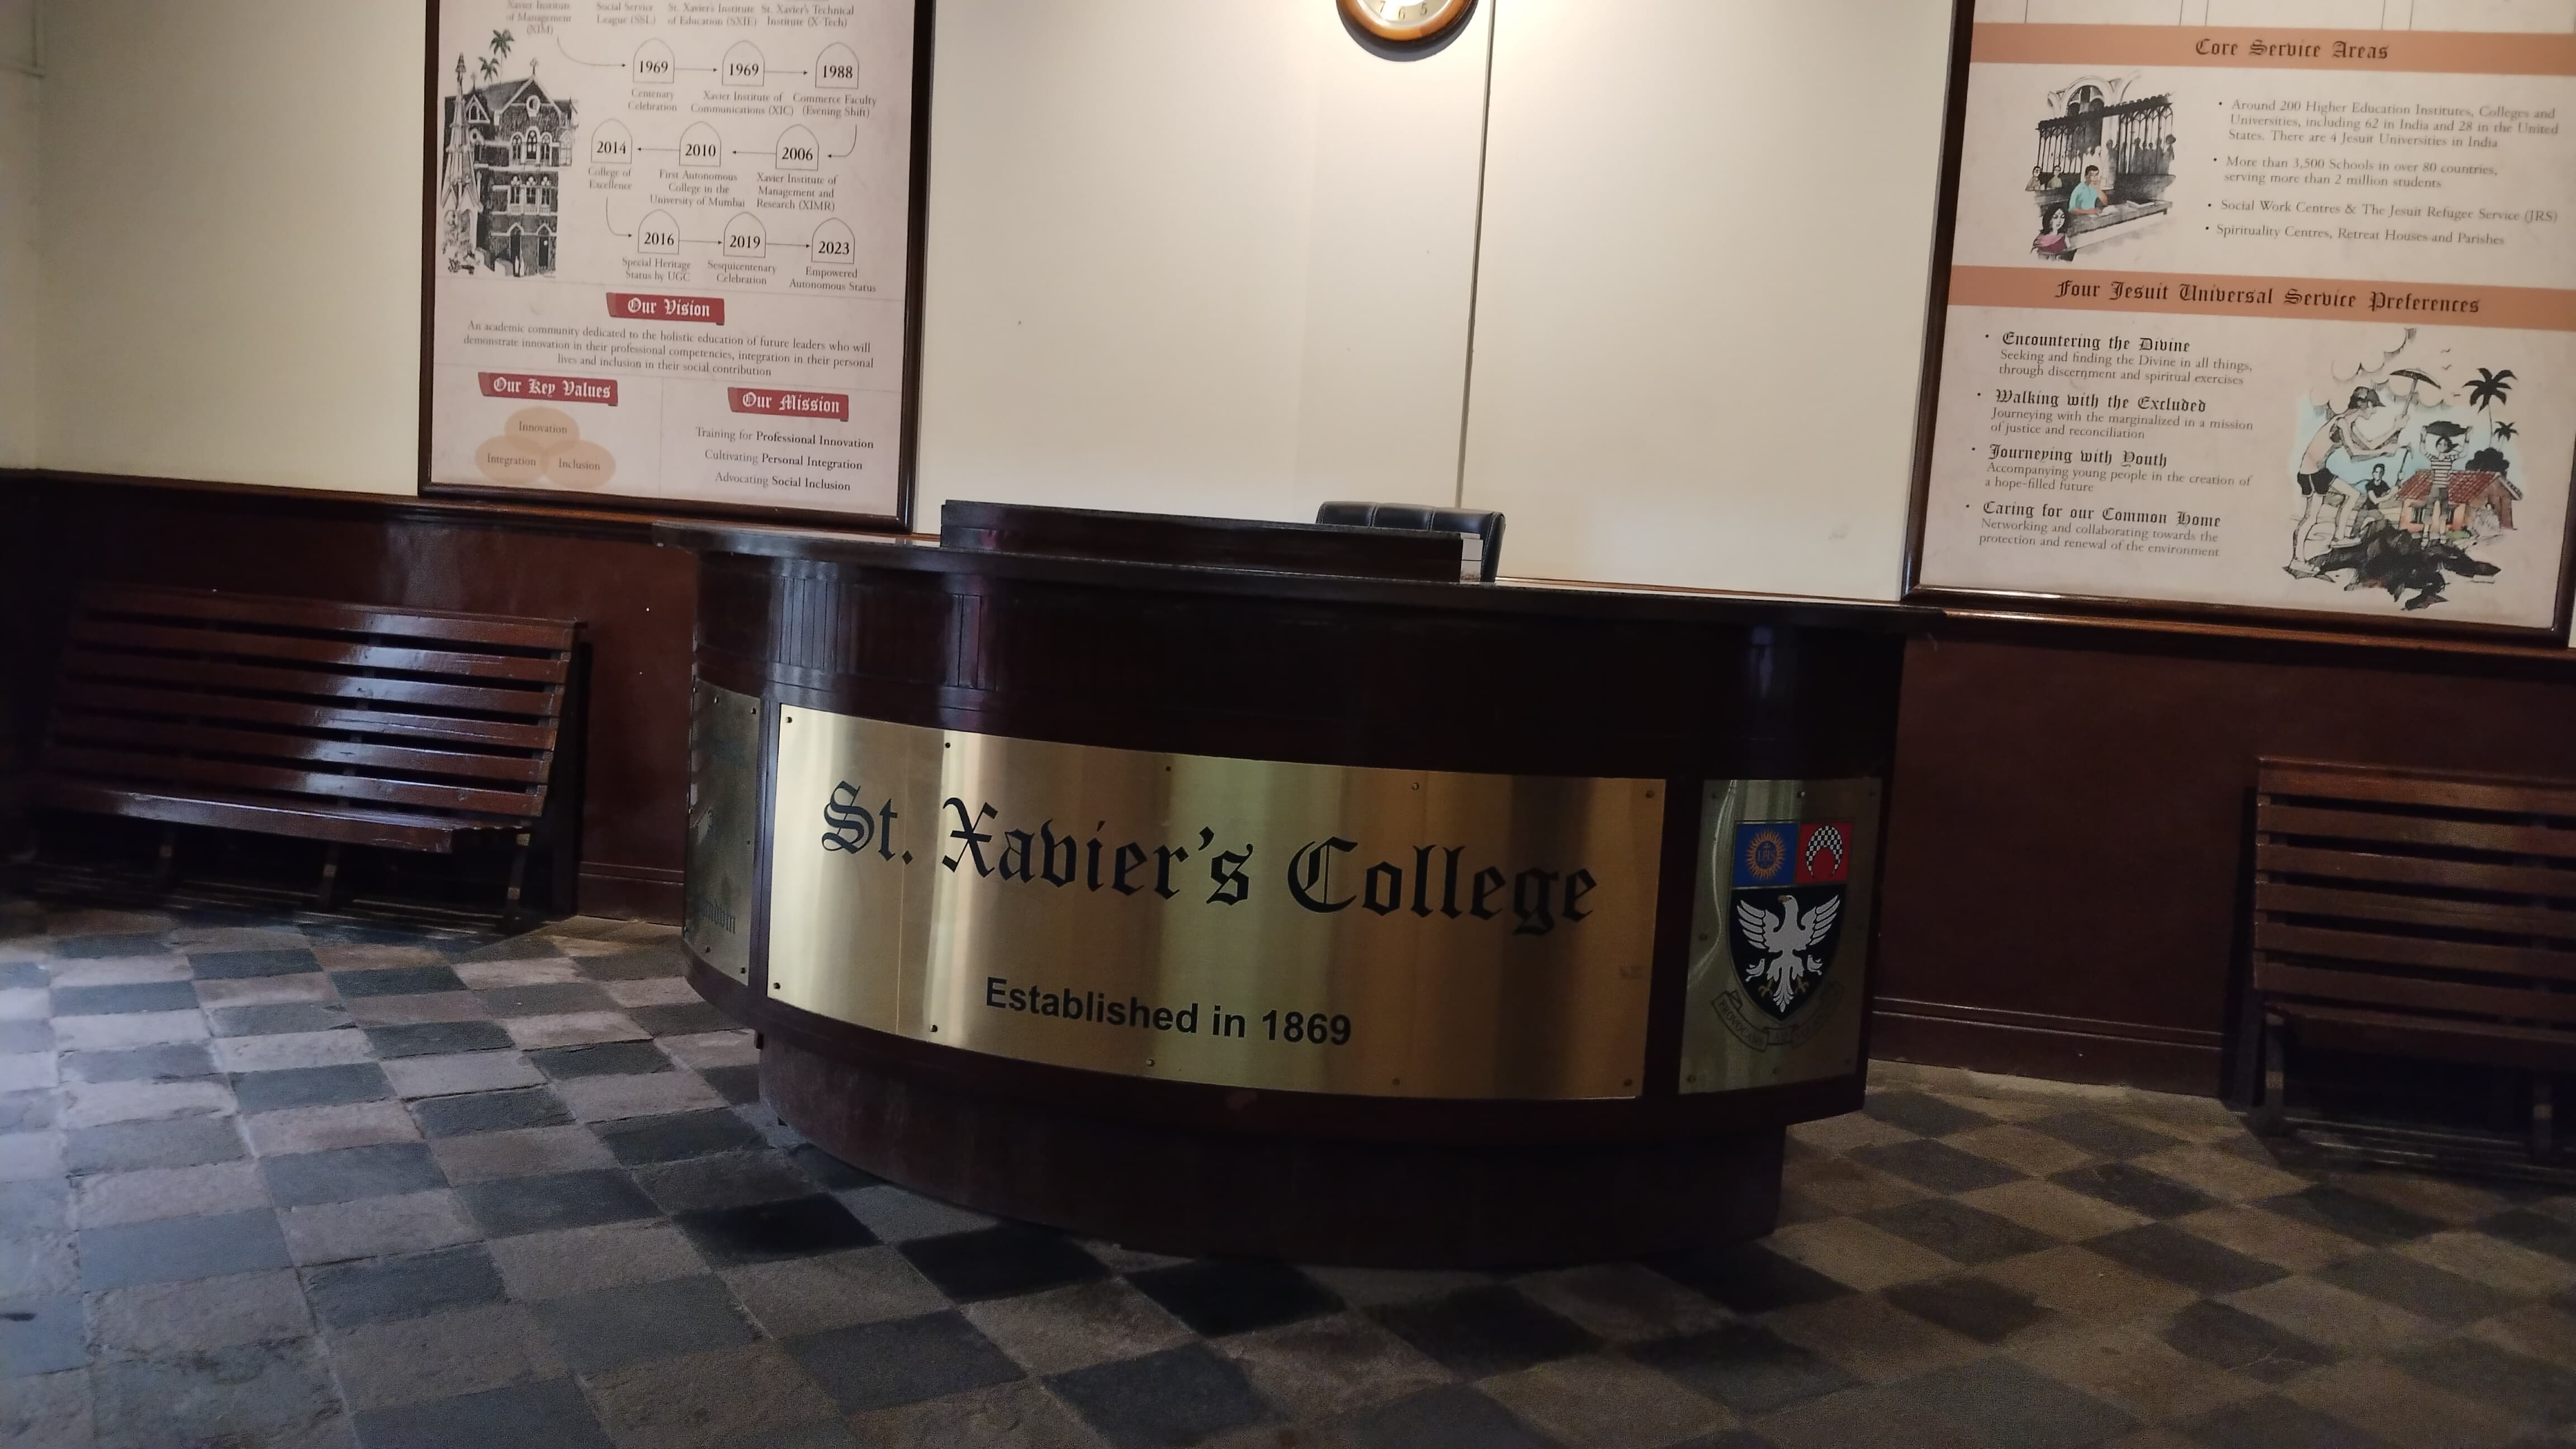 Xavier Institute
of Management
(XIM)
Social Service
League (SSL)
St. Xavier's Institute
of Education (SXIE)
St. Xavier's Technical
Institute (X-Tech)
1969
Centenary
Celebration
1969
Xavier Institute of
Communications (XIC)
1988
Commerce Faculty
(Evening Shift)
2014
College of
Excellence
2010
First Autonomous
College in the
University of Mumbai
2006
Xavier Institute of
Management and
Research (XIMR)
2016
Special Heritage
Status by UGC
2019
Sesquicentenary
Celebration
2023
Empowered
Autonomous Status
Our Vision
An academic community dedicated to the holistic education of future leaders who will
demonstrate innovation in their professional competencies, integration in their personal
lives and inclusion in their social contribution
Our Key Values
Innovation
Integration
Inclusion
Our Mission
Training for Professional Innovation
Cultivating Personal Integration
Advocating Social Inclusion
7 6 5
Core Service Areas
• Around 200 Higher Education Institutes, Colleges and
Universities, including 62 in India and 28 in the United
States. There are 4 Jesuit Universities in India
• More than 3,500 Schools in over 80 countries,
serving more than 2 million students
• Social Work Centres & The Jesuit Refugee Service (JRS)
• Spirituality Centres, Retreat Houses and Parishes
Four Jesuit Universal Service Preferences
• Encountering the Divine
Seeking and finding the Divine in all things,
through discernment and spiritual exercises
• Walking with the Excluded
Journeying with the marginalized in a mission
of justice and reconciliation
• Journeying with Youth
Accompanying young people in the creation of
a hope-filled future
• Caring for our Common Home
Networking and collaborating towards the
protection and renewal of the environment
St. Xavier's College
Established in 1869
IHS
PROVOCANS AD